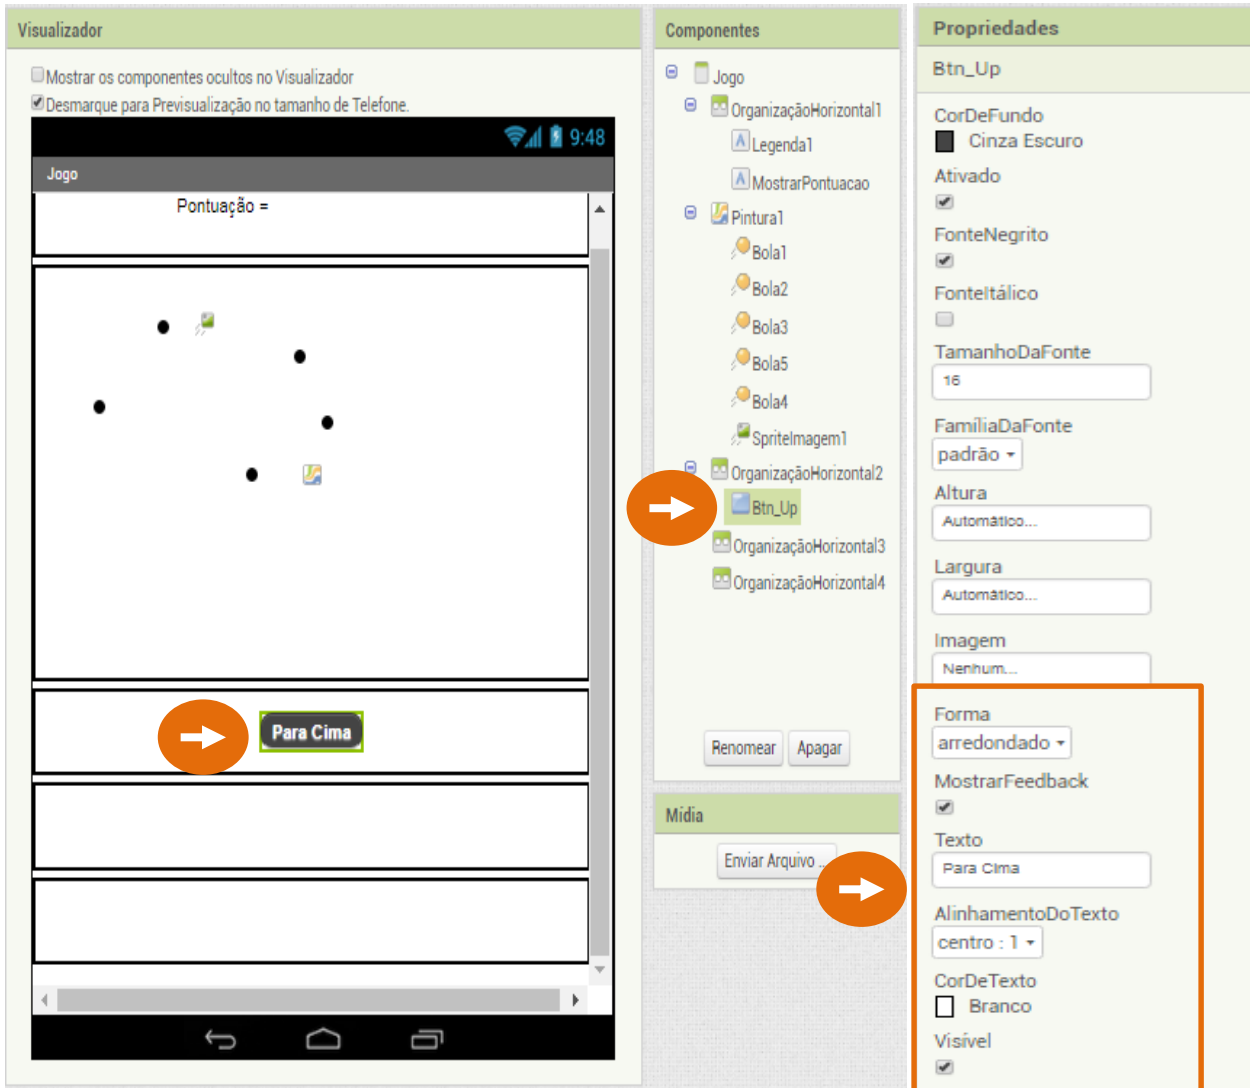 Visualizador
Mostrar os componentes ocultos no Visualizador
Desmarque para Previsualização no tamanho de Telefone.
9:48
Jogo
Pontuação =
Para Cima
Componentes
Jogo
OrganizaçãoHorizontal1
Legenda1
MostrarPontuacao
Pintura1
Bola1
Bola2
Bola3
Bola5
Bola4
SpriteImagem1
OrganizaçãoHorizontal2
Btn_Up
OrganizaçãoHorizontal3
OrganizaçãoHorizontal4
Renomear Apagar
Mídia
Enviar Arquivo ...
Propriedades
Btn_Up
CorDeFundo
Cinza Escuro
Ativado
FonteNegrito
FonteItálico
TamanhoDaFonte
16
FamíliaDaFonte
padrão
Altura
Automático...
Largura
Automático...
Imagem
Nenhum...
Forma
arredondado
MostrarFeedback
Texto
Para Cima
AlinhamentoDoTexto
centro : 1
CorDeTexto
Branco
Visível